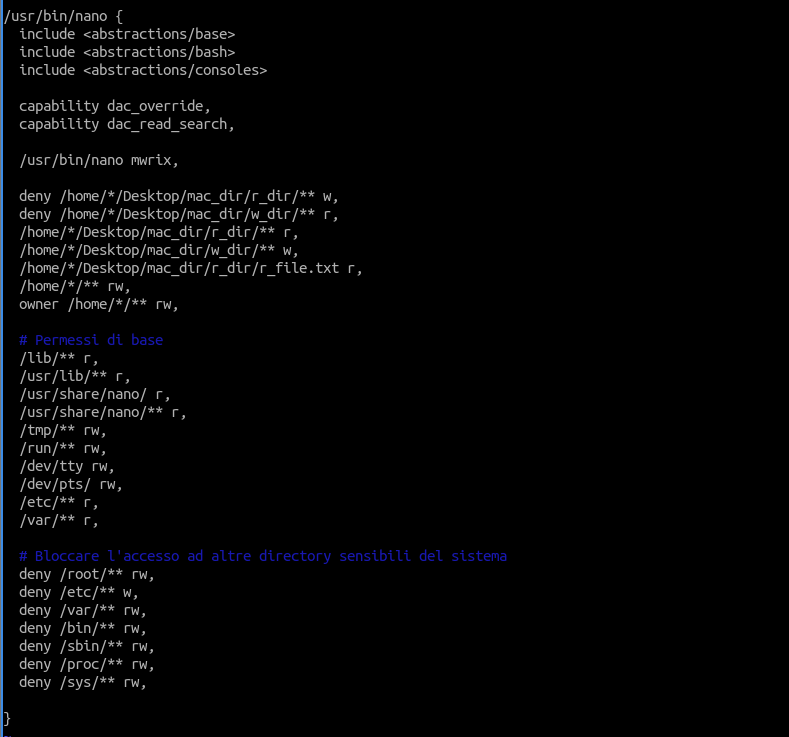 /usr/bin/nano {
  include <abstractions/base>
  include <abstractions/bash>
  include <abstractions/consoles>

  capability dac_override,
  capability dac_read_search,

  /usr/bin/nano mwrix,

  deny /home/*/Desktop/mac_dir/r_dir/** w,
  deny /home/*/Desktop/mac_dir/w_dir/** r,
  /home/*/Desktop/mac_dir/r_dir/** r,
  /home/*/Desktop/mac_dir/w_dir/** w,
  /home/*/Desktop/mac_dir/r_dir/r_file.txt r,
  /home/*/** rw,
  owner /home/*/** rw,

  # Permessi di base
  /lib/** r,
  /usr/lib/** r,
  /usr/share/nano/ r,
  /usr/share/nano/** r,
  /tmp/** rw,
  /run/** rw,
  /dev/tty rw,
  /dev/pts/ rw,
  /etc/** r,
  /var/** r,

  # Bloccare l'accesso ad altre directory sensibili del sistema
  deny /root/** rw,
  deny /etc/** w,
  deny /var/** rw,
  deny /bin/** rw,
  deny /sbin/** rw,
  deny /proc/** rw,
  deny /sys/** rw,

}